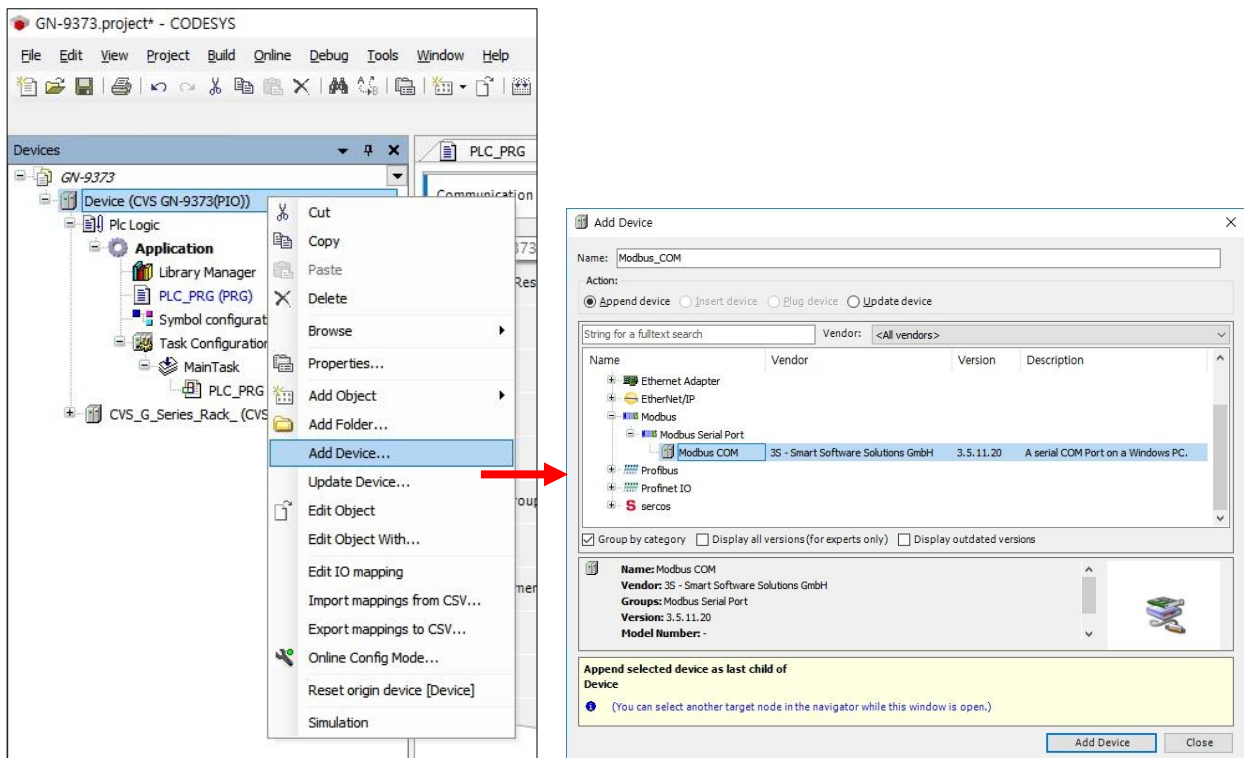 GN-9373.project* - CODESYS
File Edit View Project Build Online Debug Tools Window Help
Devices
PLC_PRG
GN-9373
Device (CVS GN-9373(PIO))
Communication
Plc Logic
Application
Library Manager
PLC_PRG (PRG)
Symbol configurat
Task Configuration
MainTask
PLC_PRG
CVS_G_Series_Rack_ (CVS
Cut
Copy
Paste
Delete
Browse
Properties...
Add Object
Add Folder...
Add Device...
Update Device...
Edit Object
Edit Object With...
Edit IO mapping
Import mappings from CSV...
Export mappings to CSV...
Online Config Mode...
Reset origin device [Device]
Simulation
Add Device
Name: Modbus_COM
Action:
Append device Insert device Plug device Update device
String for a fulltext search Vendor: <All vendors>
Name Vendor Version Description
Ethernet Adapter
EtherNet/IP
Modbus
Modbus Serial Port
Modbus COM 3S - Smart Software Solutions GmbH 3.5.11.20 A serial COM Port on a Windows PC.
Profibus
Profinet IO
sercos
Group by category Display all versions (for experts only) Display outdated versions
Name: Modbus COM
Vendor: 3S - Smart Software Solutions GmbH
Groups: Modbus Serial Port
Version: 3.5.11.20
Model Number: -
Append selected device as last child of
Device
(You can select another target node in the navigator while this window is open.)
Add Device Close